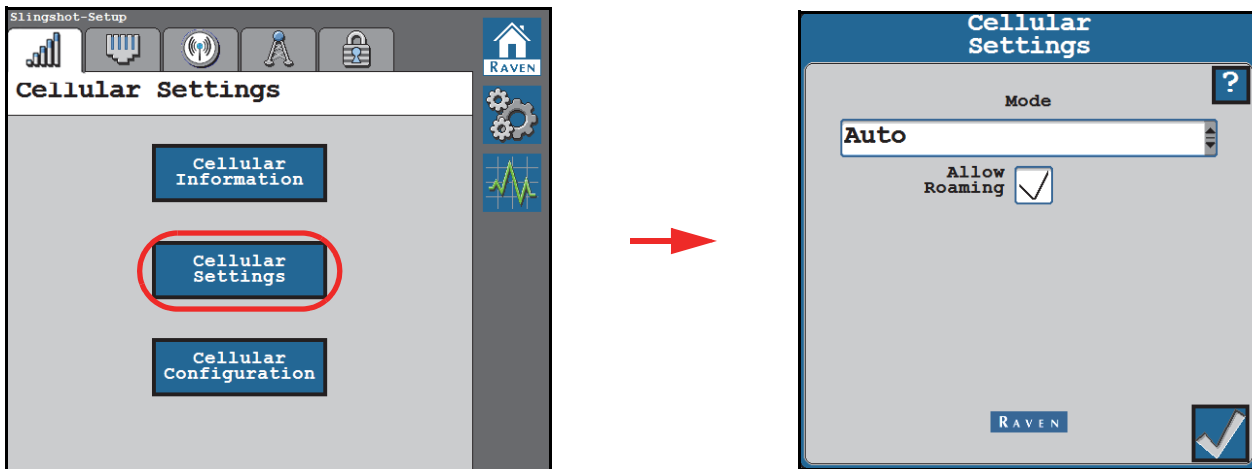 Slingshot-Setup
RAVEN
Cellular Settings
Cellular
Information
Cellular
Settings
Cellular
Configuration
Cellular
Settings
?
Mode
Auto
Allow
Roaming
RAVEN